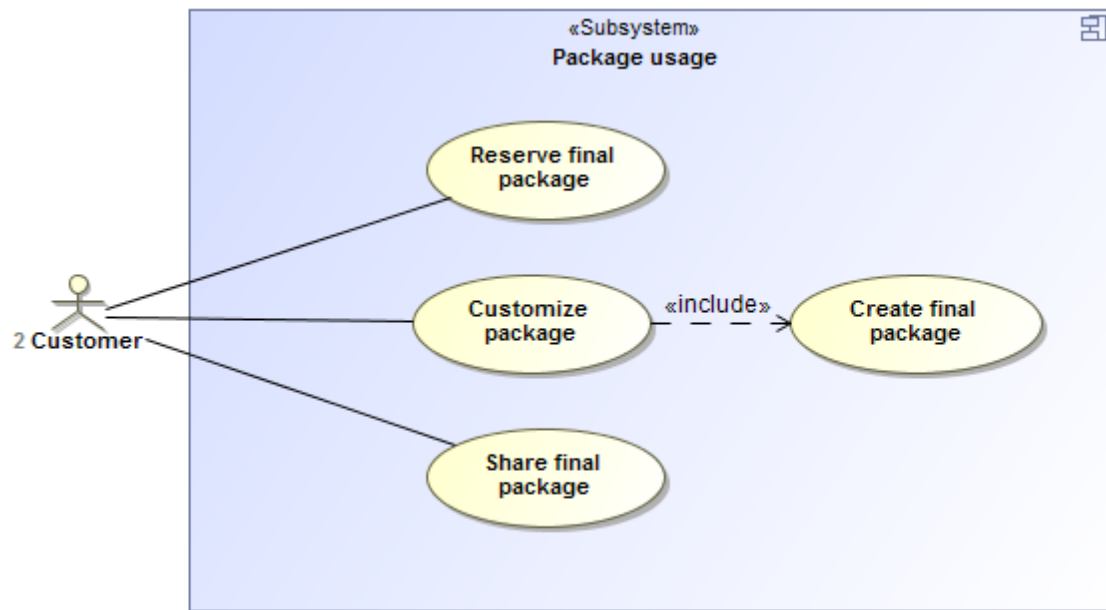 «Subsystem»
Package usage
Reserve final
package
Customize
package
«include»
Create final
package
2 Customer
Share final
package